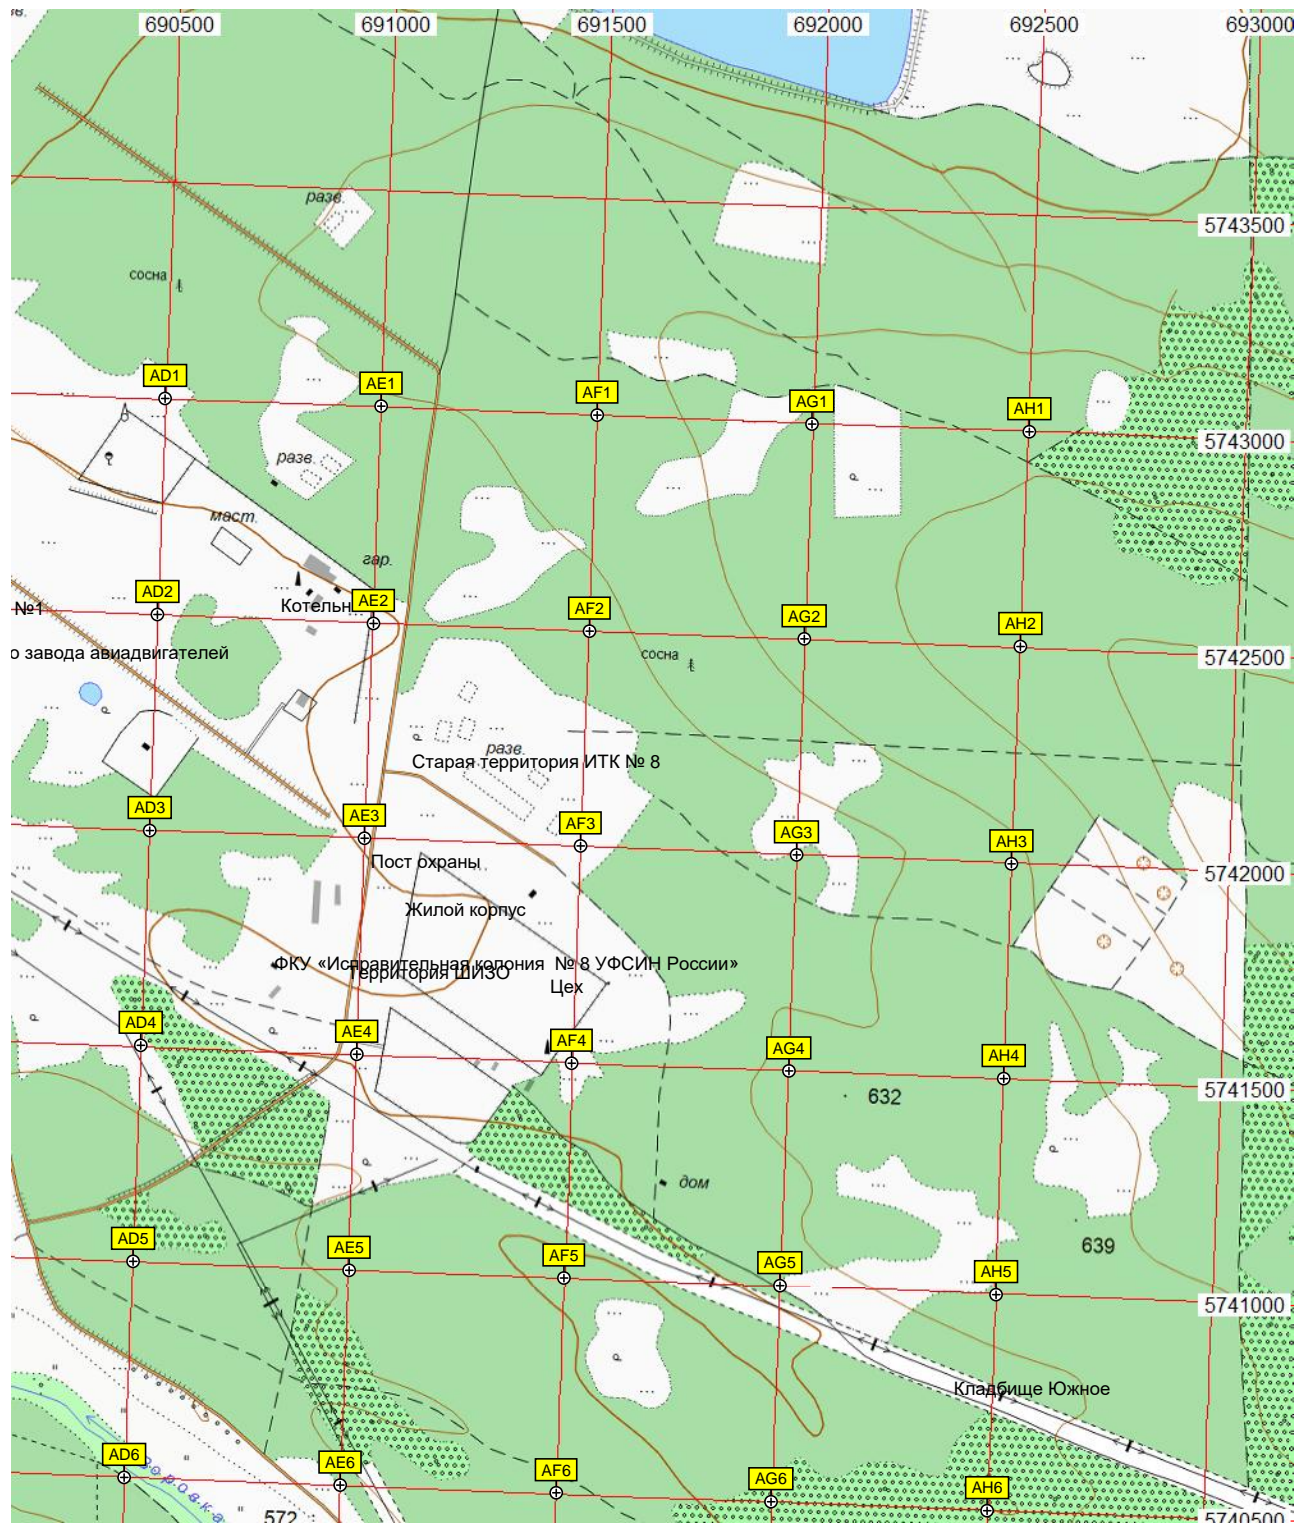 690500 691000 691500 692000 692500 693000
разв.
5743500
сосна
AD1 AE1 AF1 AG1 AH1
5743000
разв.
маст.
гар.
AD2 AE2 AF2 AG2 AH2
№1 Котельн
о завода авиадвигателей
сосна
5742500
разв.
Старая территория ИТК № 8
AD3 AE3 AF3 AG3 AH3
Пост охраны
5742000
Жилой корпус
ФКУ «Исправительная колония № 8 УФСИН России»
Территория ШИЗО
Цех
AD4 AE4 AF4 AG4 AH4
632
5741500
дом
639
AD5 AE5 AF5 AG5 AH5
5741000
Кладбище Южное
AD6 AE6 AF6 AG6 AH6
572
5740500